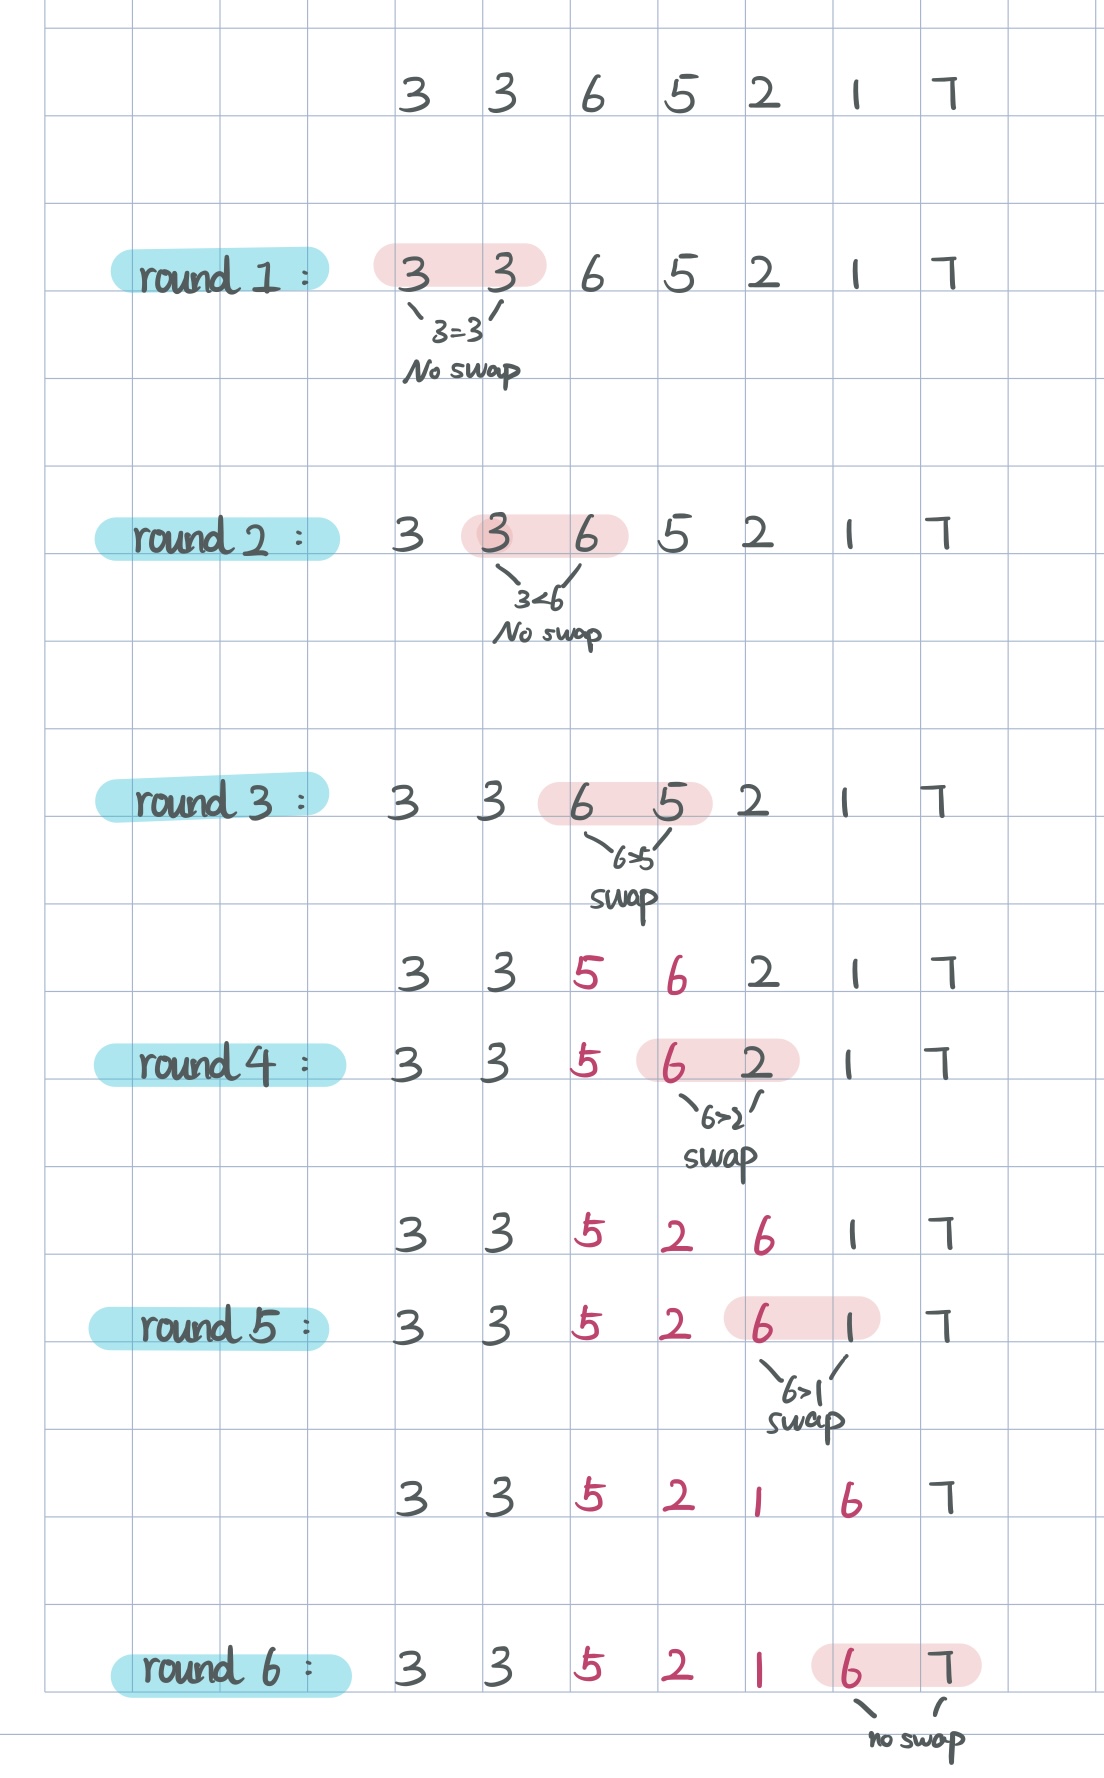 3 3 6 5 2 1 7
round 1 : 3 3 6 5 2 1 7
3=3
No swap
round 2 : 3 3 6 5 2 1 7
3<6
No swap
round 3 : 3 3 6 5 2 1 7
6>5
swap
3 3 5 6 2 1 7
round 4 : 3 3 5 6 2 1 7
6>2
swap
3 3 5 2 6 1 7
round 5 : 3 3 5 2 6 1 7
6>1
swap
3 3 5 2 1 6 7
round 6 : 3 3 5 2 1 6 7
no swap